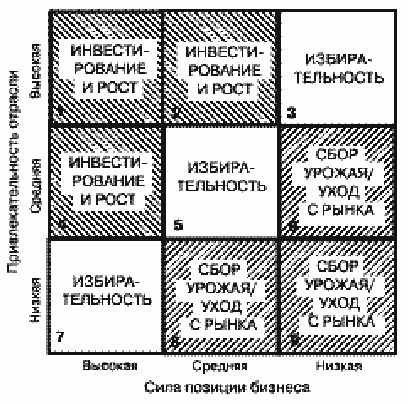 Привлекательность отрасли
Высокая
ИНВЕСТИ-
РОВАНИЕ
И РОСТ
1
ИНВЕСТИ-
РОВАНИЕ
И РОСТ
2
ИЗБИРА-
ТЕЛЬНОСТЬ
3
Средняя
ИНВЕСТИ-
РОВАНИЕ
И РОСТ
4
ИЗБИРА-
ТЕЛЬНОСТЬ
5
СБОР
УРОЖАЯ/
УХОД
С РЫНКА
6
Низкая
ИЗБИРА-
ТЕЛЬНОСТЬ
7
СБОР
УРОЖАЯ/
УХОД
С РЫНКА
8
СБОР
УРОЖАЯ/
УХОД
С РЫНКА
9
Высокая
Средняя
Низкая
Сила позиции бизнеса